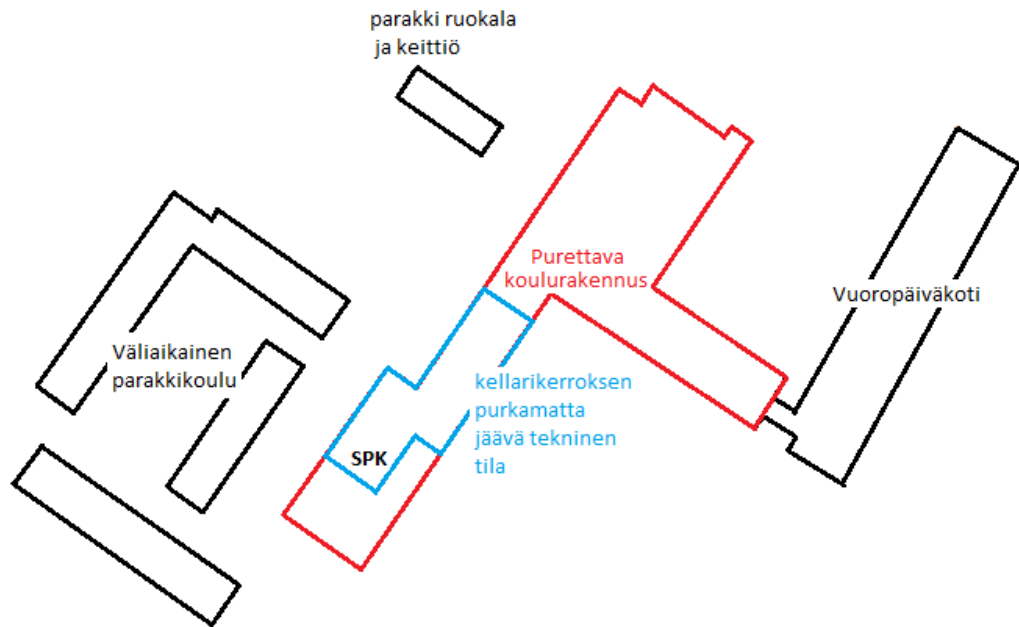 parakki ruokala
ja keittiö
Purettava
koulurakennus
Vuoropäiväkoti
Väliaikainen
parakkikoulu
kellarikerroksen
purkamatta
jäävä tekninen
tila
SPK